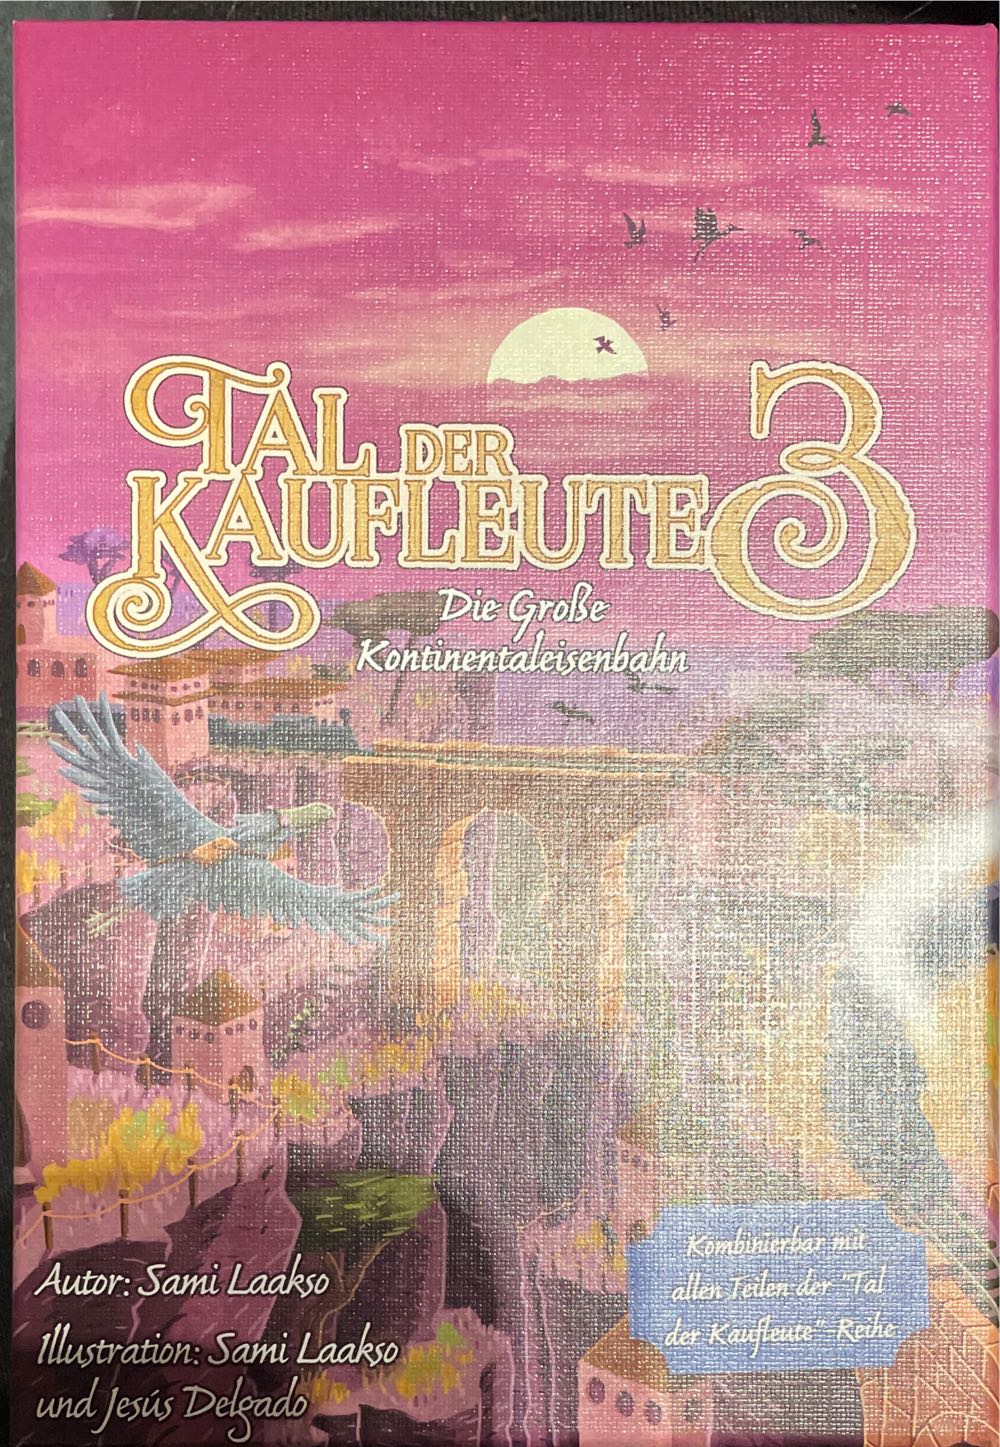 TAL DER
KAUFLEUTE 3
Die Große
Kontinentaleisenbahn
Autor: Sami Laakso
Illustration: Sami Laakso
und Jesús Delgado
Kombinierbar mit
allen Teilen der "Tal
der Kaufleute"-Reihe